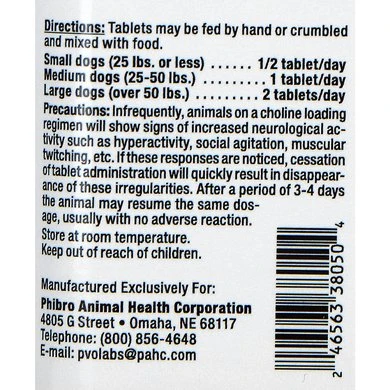 Directions: Tablets may be fed by hand or crumbled
and mixed with food.
Small dogs (25 lbs. or less) ...... 1/2 tablet/day
Medium dogs (25-50 lbs.) ......... 1 tablet/day
Large dogs (over 50 lbs.) ........ 2 tablets/day
Precautions: Infrequently, animals on a choline loading
regimen will show signs of increased neurological ac-
tivity such as hyperactivity, social agitation, muscular
twitching, etc. If these responses are noticed, cessation
of tablet administration will quickly result in disappear-
ance of these irregularities. After a period of 3-4 days
the animal may resume the same dos-
age, usually with no adverse reaction.
Store at room temperature.
Keep out of reach of children.
Manufactured Exclusively For:
Phibro Animal Health Corporation
4805 G Street • Omaha, NE 68117
Telephone: (800) 856-4648
E-mail: pvolabs@pahc.com
2 46563 38050 4